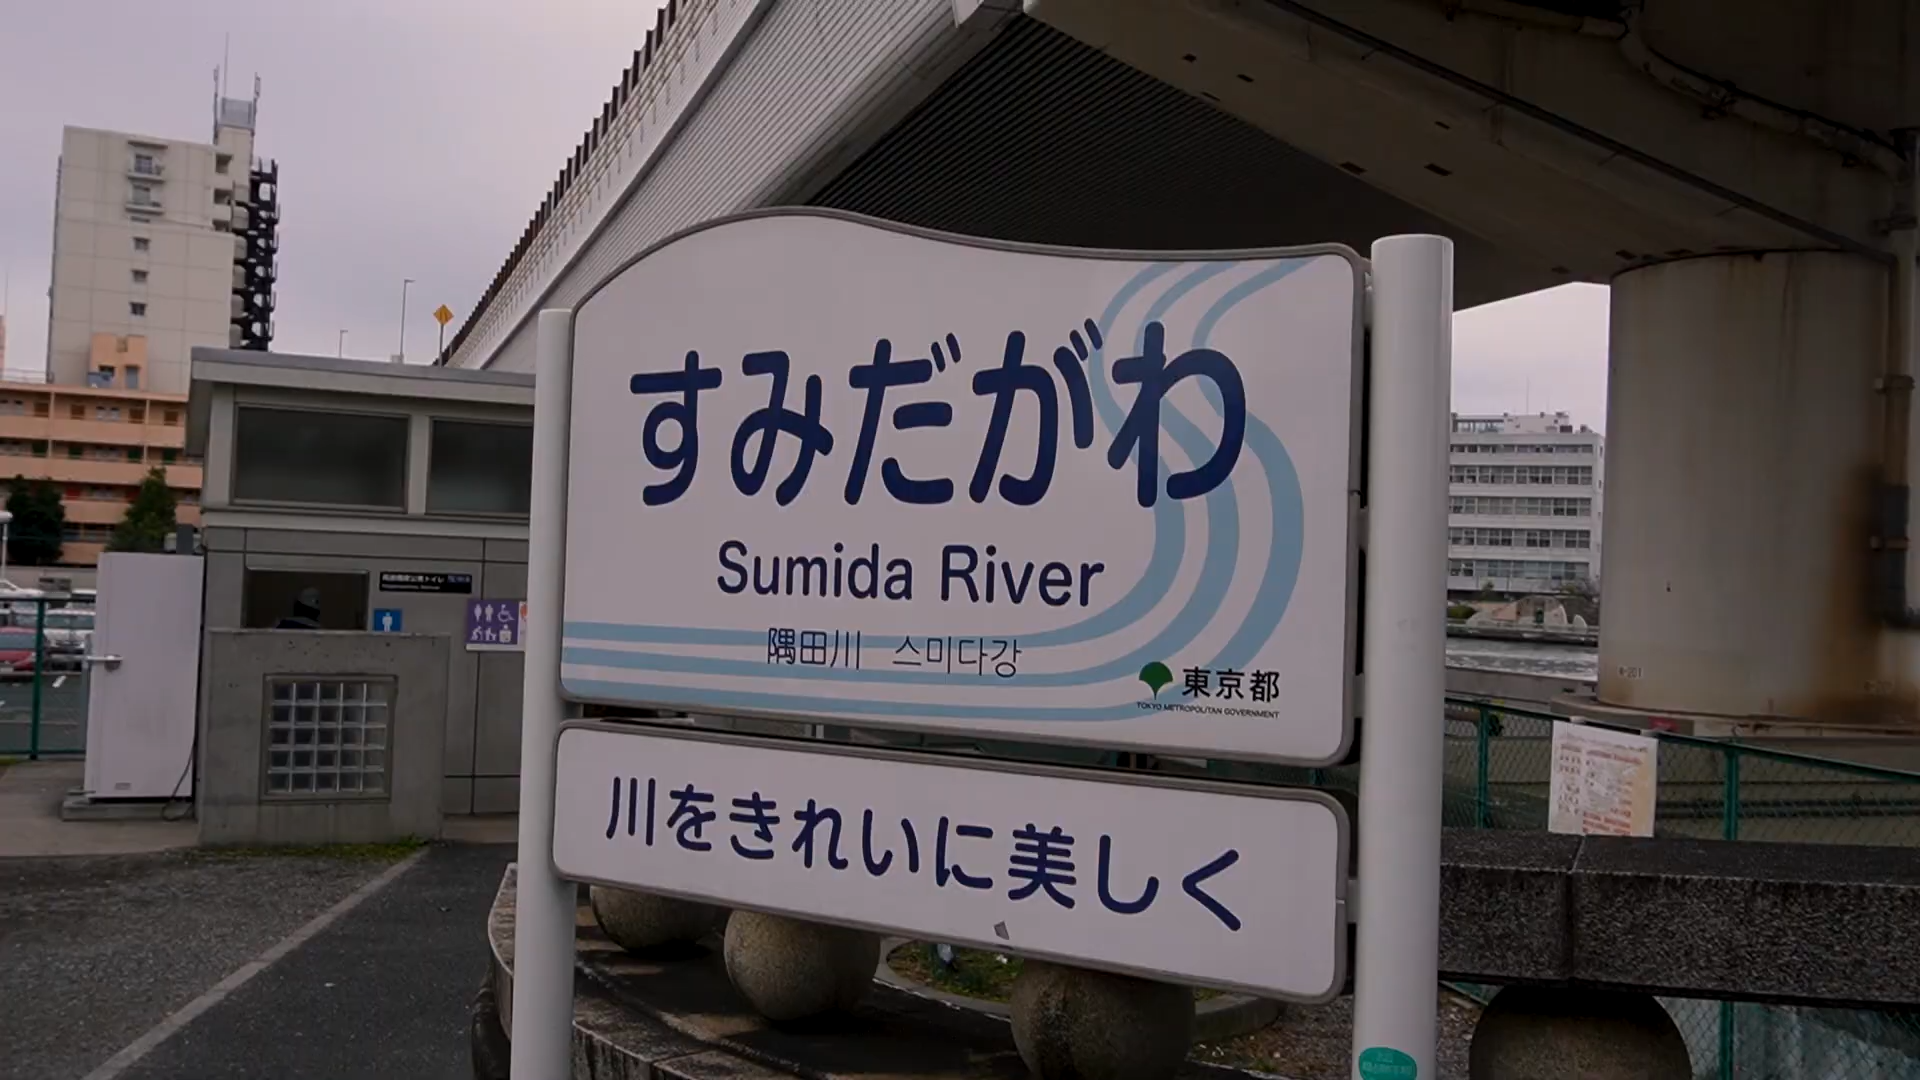 すみだがわ
Sumida River
隅田川 스미다강
東京都
TOKYO METROPOLITAN GOVERNMENT
川をきれいに美しく